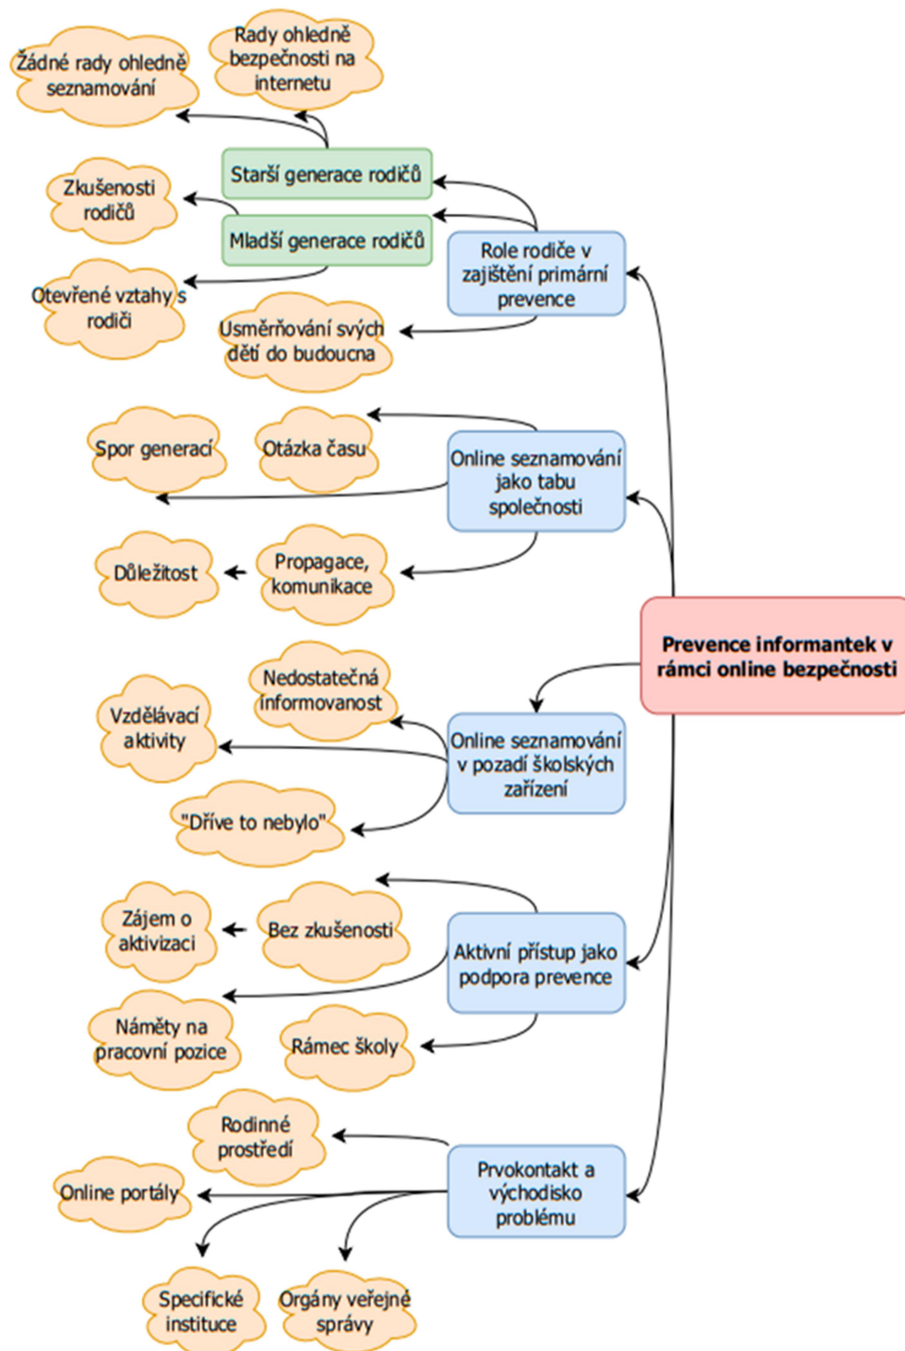 Žádné rady ohledně
seznamování
Rady ohledně
bezpečnosti na
internetu
Starší generace rodičů
Zkušenosti
rodičů
Mladší generace rodičů
Role rodiče v
zajištění primární
prevence
Otevřené vztahy s
rodiči
Usměrňování svých
dětí do budoucna
Spor generací
Otázka času
Online seznamování
jako tabu
společnosti
Důležitost
Propagace,
komunikace
Prevence informantek v
rámci online bezpečnosti
Nedostatečná
informovanost
Vzdělávací
aktivity
Online seznamování
v pozadí školských
zařízení
"Dříve to nebylo"
Zájem o
aktivizaci
Bez zkušenosti
Aktivní přístup jako
podpora prevence
Náměty na
pracovní pozice
Rámec školy
Rodinné
prostředí
Online portály
Prvokontakt a
východisko
problému
Specifické
instituce
Orgány veřejné
správy